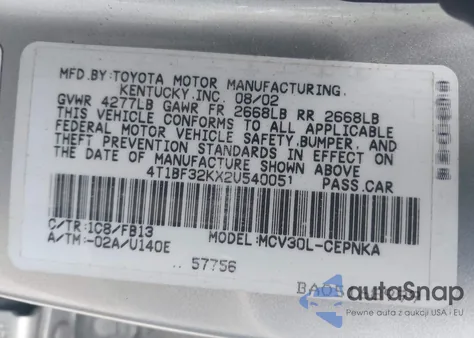 MFD.BY:TOYOTA MOTOR MANUFACTURING,
KENTUCKY,INC. 08/02
GVWR 4277LB GAWR FR 2668LB RR 2668LB
THIS VEHICLE CONFORMS TO ALL APPLICABLE
FEDERAL MOTOR VEHICLE SAFETY,BUMPER, AND
THEFT PREVENTION STANDARDS IN EFFECT ON
THE DATE OF MANUFACTURE SHOWN ABOVE
4T1BF32KX2U540051 PASS.CAR
C/TR:1C8/FB13 MODEL:MCV30L-CEPNKA
A/TM:-02A/U140E
.. 57756
autoSnap
Pewne auta z aukcji USA i EU